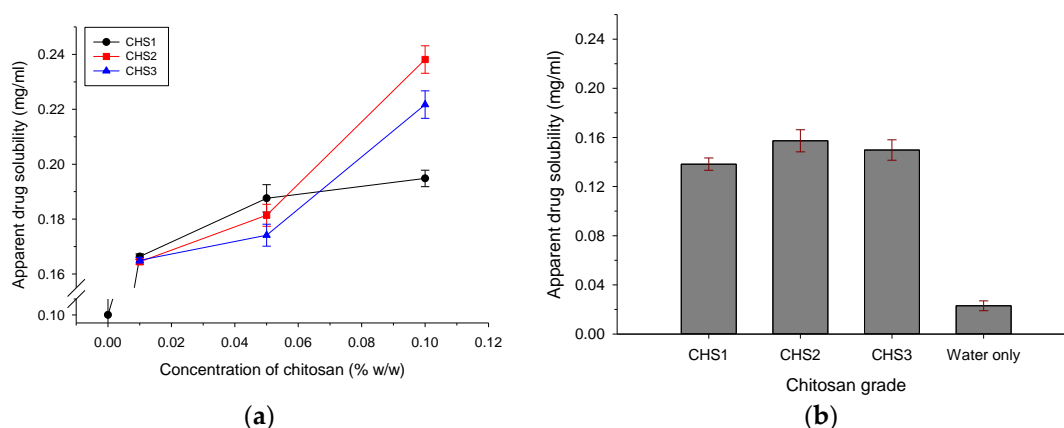 CHS1
CHS2
CHS3
0.24
0.22
0.20
0.18
0.16
0.10
Apparent drug solubility (mg/ml)
0.00 0.02 0.04 0.06 0.08 0.10 0.12
Concentration of chitosan (% w/w)
(a)
0.24
0.20
0.16
0.12
0.08
0.04
0.00
Apparent drug solubility (mg/ml)
CHS1 CHS2 CHS3 Water only
Chitosan grade
(b)